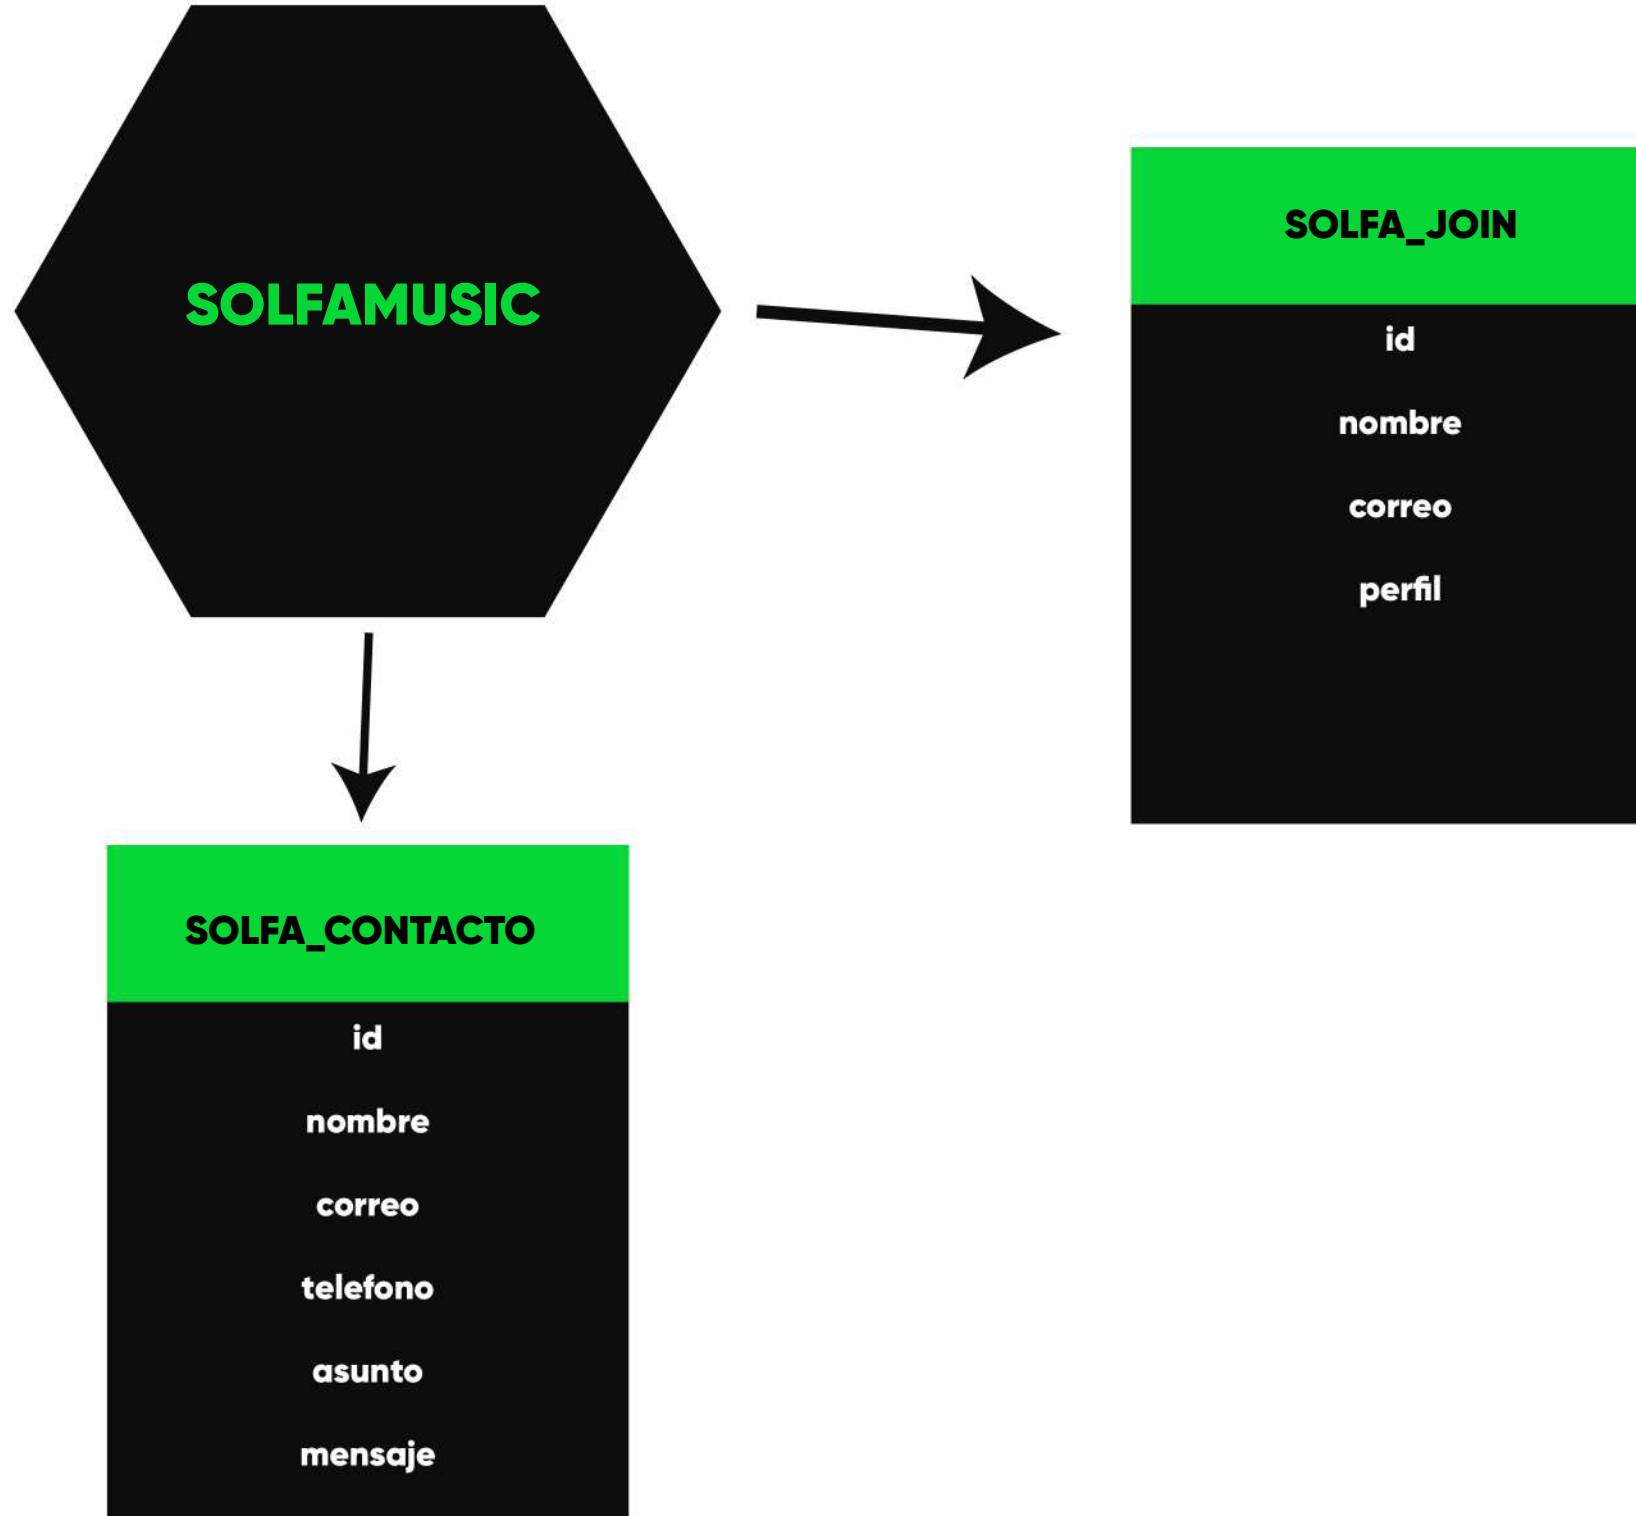 SOLFAMUSIC
SOLFA_JOIN
id
nombre
correo
perfil
SOLFA_CONTACTO
id
nombre
correo
telefono
asunto
mensaje